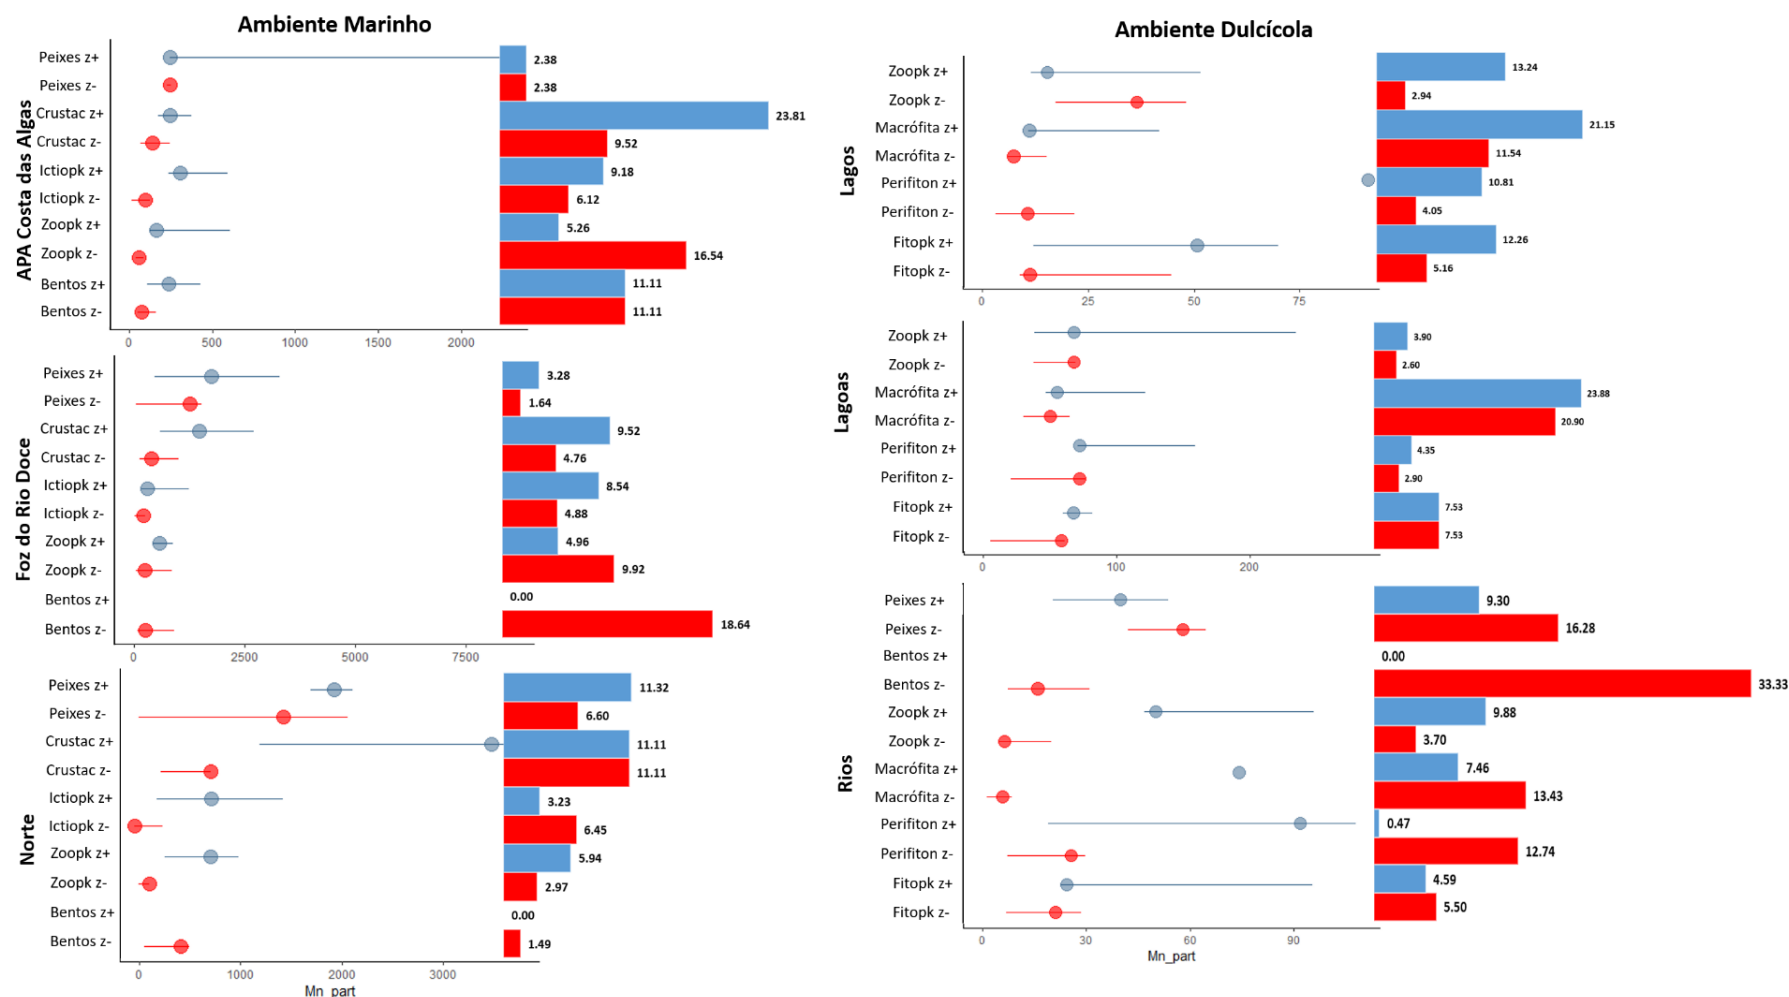 Ambiente Marinho
APA Costa das Algas
Peixes z+
2.38
Peixes z-
2.38
Crustac z+
23.81
Crustac z-
9.52
Ictiopk z+
9.18
Ictiopk z-
6.12
Zoopk z+
5.26
Zoopk z-
16.54
Bentos z+
11.11
Bentos z-
11.11
0 500 1000 1500 2000
Foz do Rio Doce
Peixes z+
3.28
Peixes z-
1.64
Crustac z+
9.52
Crustac z-
4.76
Ictiopk z+
8.54
Ictiopk z-
4.88
Zoopk z+
4.96
Zoopk z-
9.92
Bentos z+
0.00
Bentos z-
18.64
0 2500 5000 7500
Norte
Peixes z+
11.32
Peixes z-
6.60
Crustac z+
11.11
Crustac z-
11.11
Ictiopk z+
3.23
Ictiopk z-
6.45
Zoopk z+
5.94
Zoopk z-
2.97
Bentos z+
0.00
Bentos z-
1.49
0 1000 2000 3000
Mn_part
Ambiente Dulcícola
Lagos
Zoopk z+
13.24
Zoopk z-
2.94
Macrófita z+
21.15
Macrófita z-
11.54
Perifiton z+
10.81
Perifiton z-
4.05
Fitopk z+
12.26
Fitopk z-
5.16
0 25 50 75
Lagoas
Zoopk z+
3.90
Zoopk z-
2.60
Macrófita z+
23.88
Macrófita z-
20.90
Perifiton z+
4.35
Perifiton z-
2.90
Fitopk z+
7.53
Fitopk z-
7.53
0 100 200
Rios
Peixes z+
9.30
Peixes z-
16.28
Bentos z+
0.00
Bentos z-
33.33
Zoopk z+
9.88
Zoopk z-
3.70
Macrófita z+
7.46
Macrófita z-
13.43
Perifiton z+
0.47
Perifiton z-
12.74
Fitopk z+
4.59
Fitopk z-
5.50
0 30 60 90
Mn_part